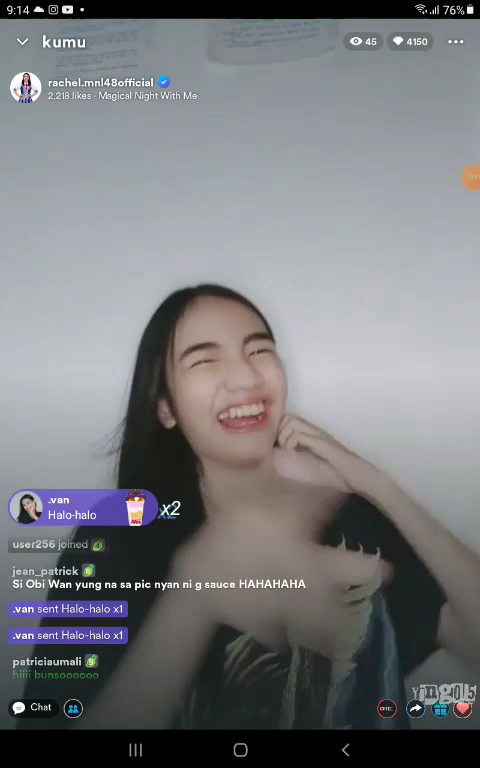 9:14
76%
kumu
45
4150
rachel.mnl48official
2,218 likes · Magical Night With Me
.van
Halo-halo
x2
user256 joined
jean_patrick
Si Obi Wan yung na sa pic nyan ni g sauce HAHAHAHA
.van sent Halo-halo x1
.van sent Halo-halo x1
patriciaumali
hiiii bunsoooooo
Chat